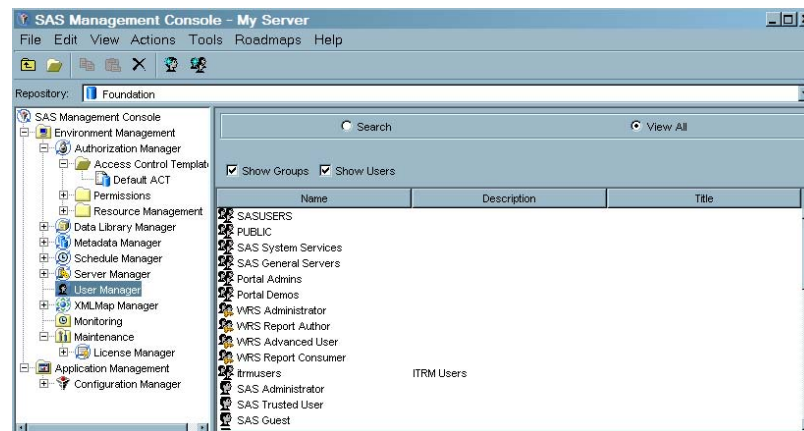 SAS Management Console - My Server
File Edit View Actions Tools Roadmaps Help
Repository: Foundation
SAS Management Console
Environment Management
Authorization Manager
Access Control Templat
Default ACT
Permissions
Resource Management
Data Library Manager
Metadata Manager
Schedule Manager
Server Manager
User Manager
XMLMap Manager
Monitoring
Maintenance
License Manager
Application Management
Configuration Manager
Search View All
Show Groups Show Users
Name Description Title
SASUSERS
PUBLIC
SAS System Services
SAS General Servers
Portal Admins
Portal Demos
WRS Administrator
WRS Report Author
WRS Advanced User
WRS Report Consumer
itrmusers ITRM Users
SAS Administrator
SAS Trusted User
SAS Guest